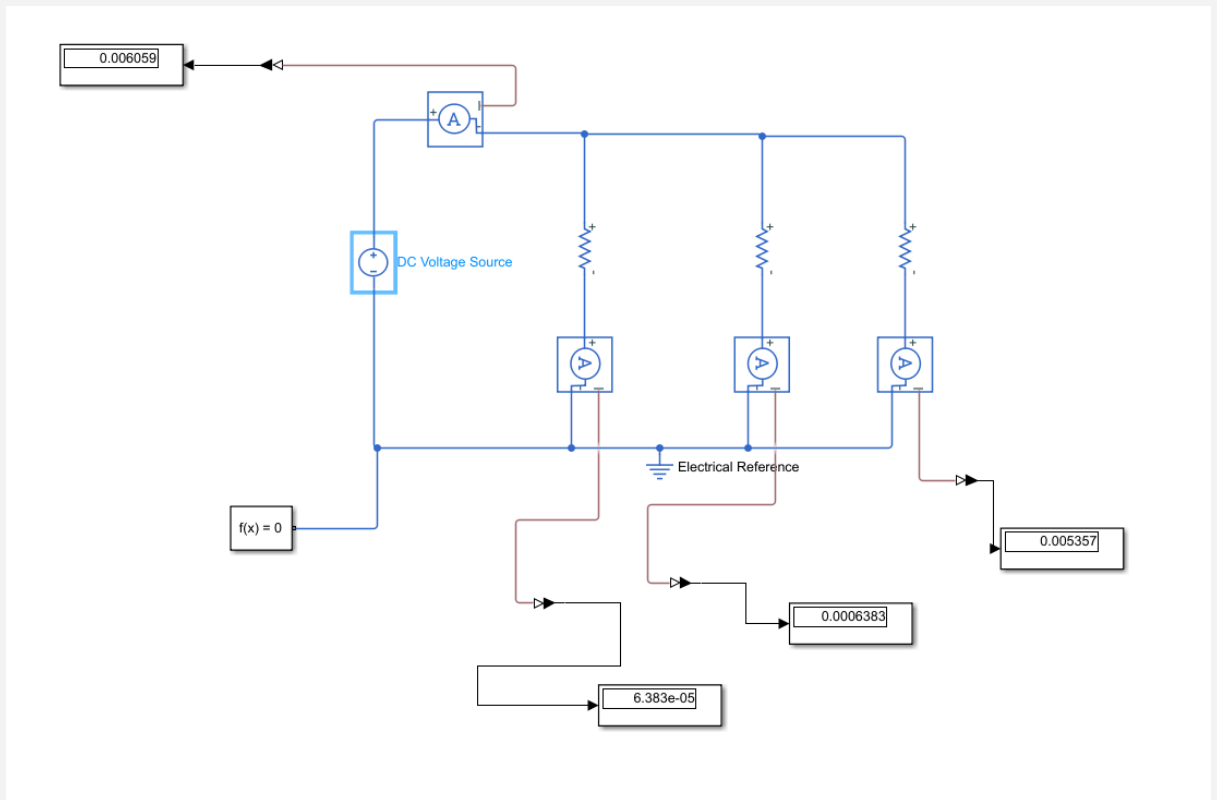 0.006059
+
A
-
I
+
-
DC Voltage Source
+
-
+
-
+
-
+
A
-
I
+
A
-
I
+
A
-
I
Electrical Reference
f(x) = 0
0.005357
0.0006383
6.383e-05